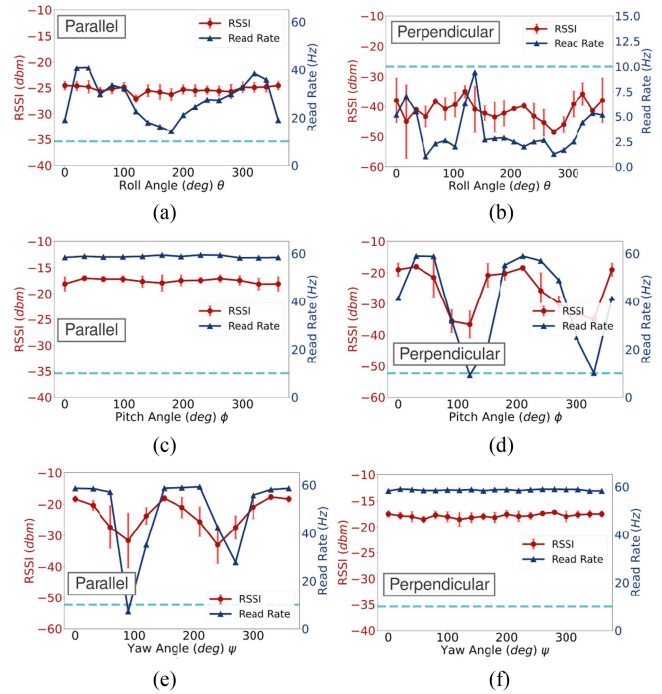 Parallel
RSSI
Read Rate
RSSI (dbm)
−10
−15
−20
−25
−30
−35
−40
0 100 200 300
60
40
20
0
Read Rate (Hz)
Roll Angle (deg) θ
(a)
Perpendicular
RSSI
Read Rate
RSSI (dbm)
−10
−20
−30
−40
−50
−60
0 100 200 300
15.0
12.5
10.0
7.5
5.0
2.5
0.0
Read Rate (Hz)
Roll Angle (deg) θ
(b)
Parallel
RSSI
Read Rate
RSSI (dbm)
−10
−15
−20
−25
−30
−35
−40
0 100 200 300
60
40
20
0
Read Rate (Hz)
Pitch Angle (deg) ϕ
(c)
Perpendicular
RSSI
Read Rate
RSSI (dbm)
−10
−20
−30
−40
−50
−60
0 100 200 300
60
40
20
0
Read Rate (Hz)
Pitch Angle (deg) ϕ
(d)
Parallel
RSSI
Read Rate
RSSI (dbm)
−10
−20
−30
−40
−50
−60
0 100 200 300
60
40
20
0
Read Rate (Hz)
Yaw Angle (deg) ψ
(e)
Perpendicular
RSSI
Read Rate
RSSI (dbm)
−10
−15
−20
−25
−30
−35
−40
0 100 200 300
60
40
20
0
Read Rate (Hz)
Yaw Angle (deg) ψ
(f)